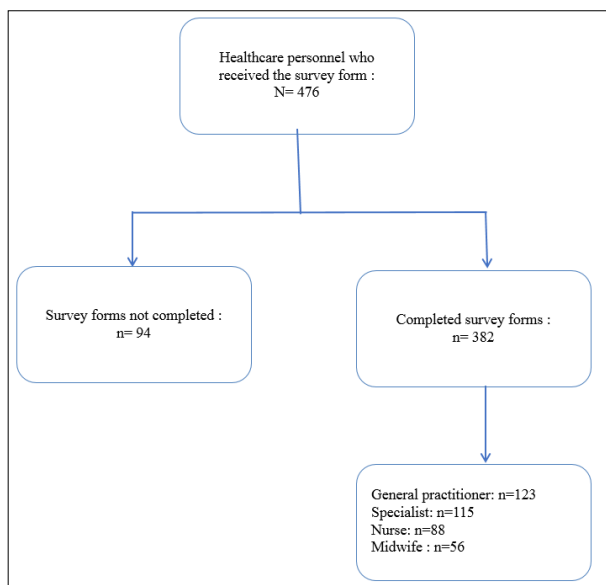 Healthcare personnel who
received the survey form :
N= 476
Survey forms not completed :
n= 94
Completed survey forms :
n= 382
General practitioner: n=123
Specialist: n=115
Nurse: n=88
Midwife : n=56